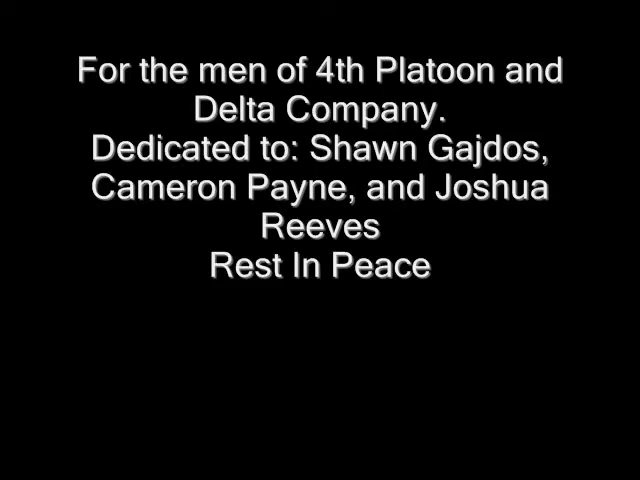 For the men of 4th Platoon and
Delta Company.
Dedicated to: Shawn Gajdos,
Cameron Payne, and Joshua
Reeves
Rest In Peace